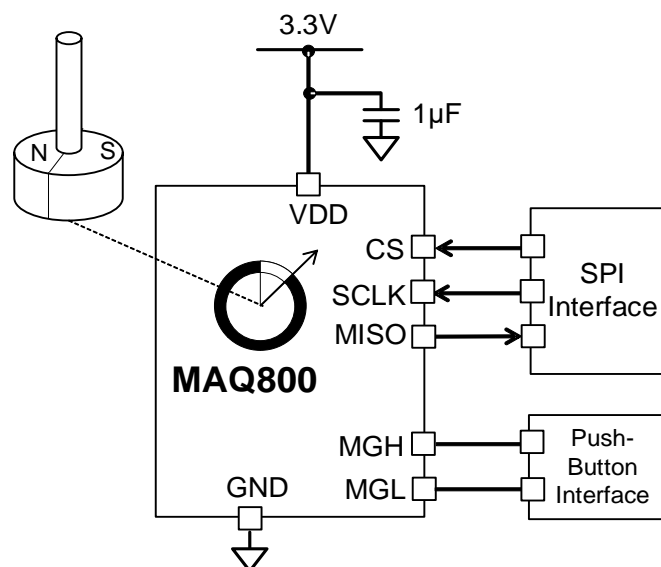 3.3V
1µF
N S
VDD
CS
SCLK
MISO
SPI
Interface
MAQ800
MGH
MGL
GND
Push-
Button
Interface